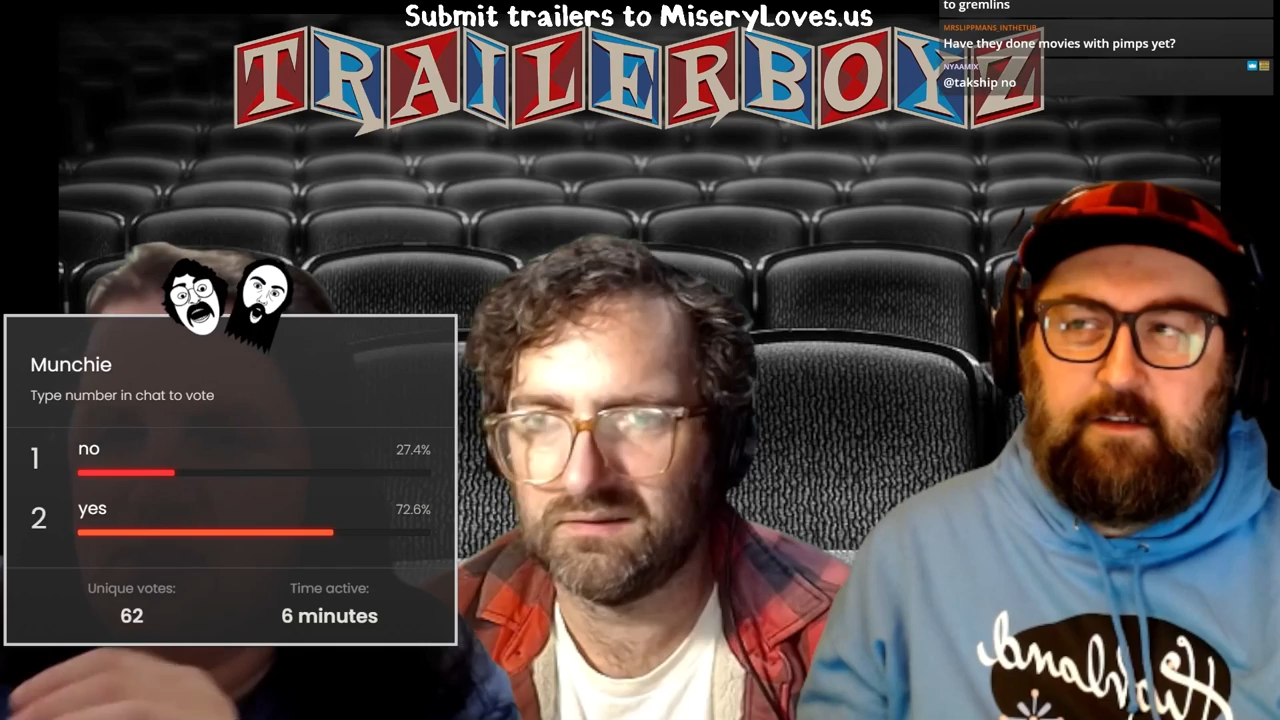 Submit trailers to MiseryLoves.us
TRAILERBOYZ
to gremlins
MRSLIPPMANS_INTHETUB
Have they done movies with pimps yet?
NYAAMIX
@takship no
Munchie
Type number in chat to vote
1 no 27.4%
2 yes 72.6%
Unique votes: Time active:
62 6 minutes